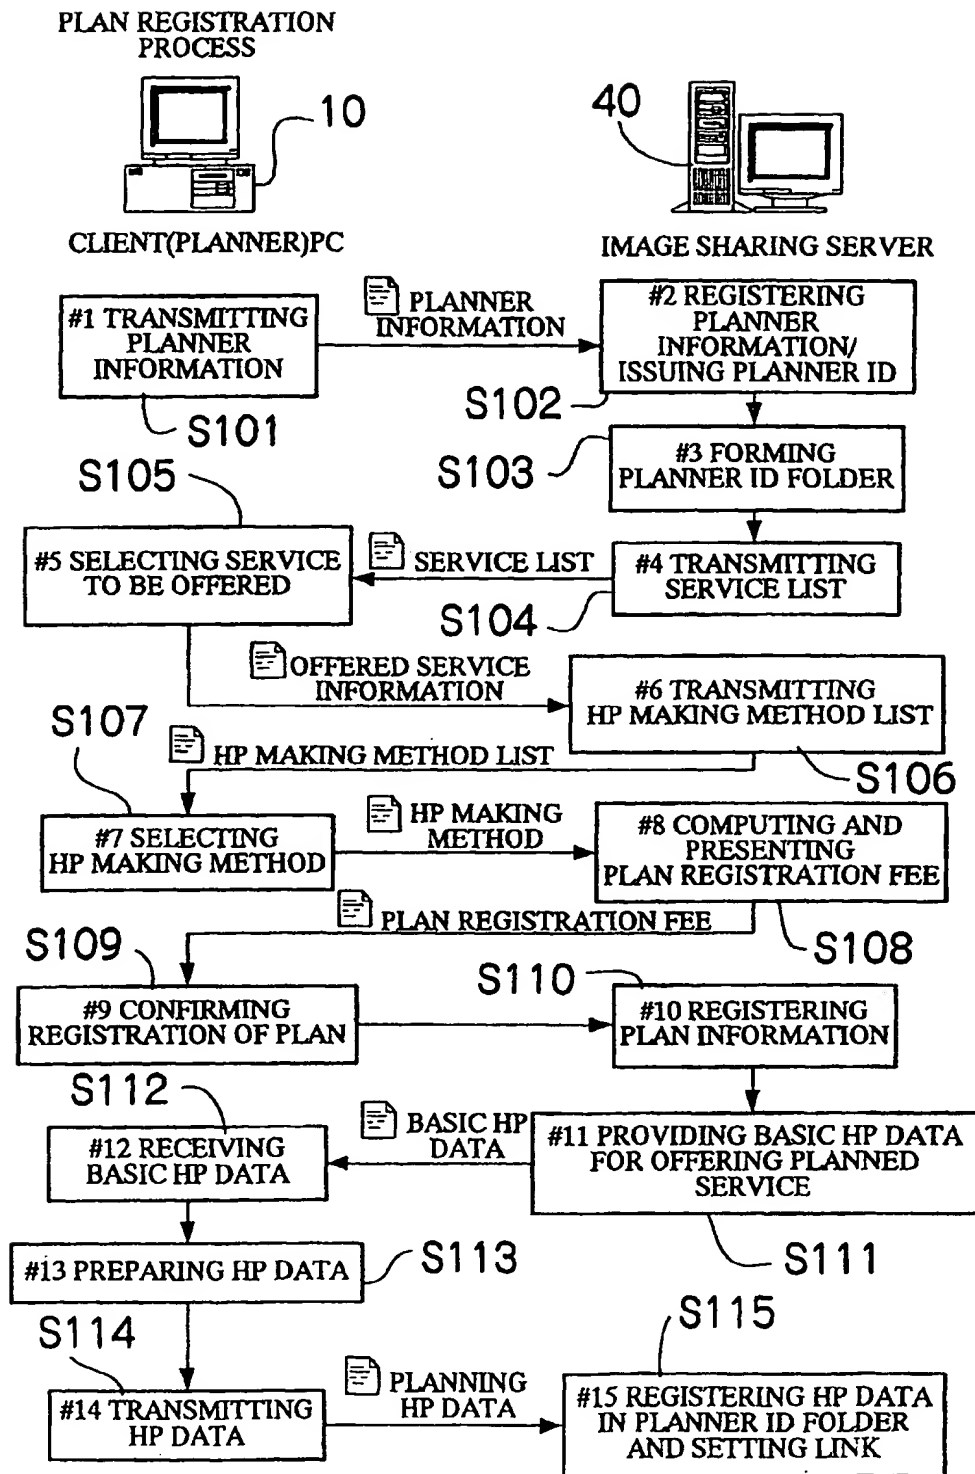 PLAN REGISTRATION
PROCESS
10
40
CLIENT(PLANNER)PC
IMAGE SHARING SERVER
#1 TRANSMITTING
PLANNER
INFORMATION
S101
PLANNER
INFORMATION
#2 REGISTERING
PLANNER
INFORMATION/
ISSUING PLANNER ID
S102
#3 FORMING
PLANNER ID FOLDER
S103
#4 TRANSMITTING
SERVICE LIST
S104
SERVICE LIST
S105
#5 SELECTING SERVICE
TO BE OFFERED
OFFERED SERVICE
INFORMATION
#6 TRANSMITTING
HP MAKING METHOD LIST
S106
HP MAKING METHOD LIST
S107
#7 SELECTING
HP MAKING METHOD
HP MAKING
METHOD
#8 COMPUTING AND
PRESENTING
PLAN REGISTRATION FEE
S108
PLAN REGISTRATION FEE
S109
#9 CONFIRMING
REGISTRATION OF PLAN
S110
#10 REGISTERING
PLAN INFORMATION
#11 PROVIDING BASIC HP DATA
FOR OFFERING PLANNED
SERVICE
S111
BASIC HP
DATA
S112
#12 RECEIVING
BASIC HP DATA
#13 PREPARING HP DATA
S113
S114
#14 TRANSMITTING
HP DATA
PLANNING
HP DATA
S115
#15 REGISTERING HP DATA
IN PLANNER ID FOLDER
AND SETTING LINK